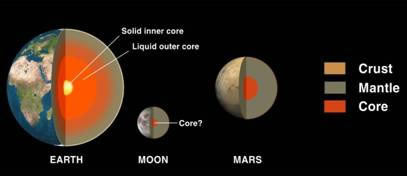 Solid inner core
Liquid outer core
Core?
EARTH
MOON
MARS
Crust
Mantle
Core